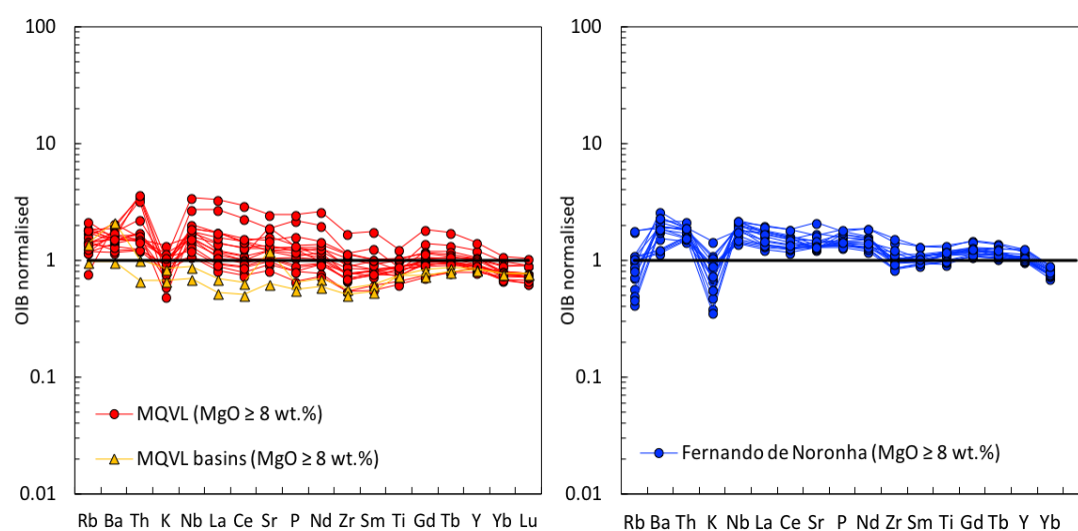 100
10
1
0.1
0.01
OIB normalised
MQVL (MgO ≥ 8 wt.%)
MQVL basins (MgO ≥ 8 wt.%)
Rb Ba Th K Nb La Ce Sr P Nd Zr Sm Ti Gd Tb Y Yb Lu
100
10
1
0.1
0.01
OIB normalised
Fernando de Noronha (MgO ≥ 8 wt.%)
Rb Ba Th K Nb La Ce Sr P Nd Zr Sm Ti Gd Tb Y Yb